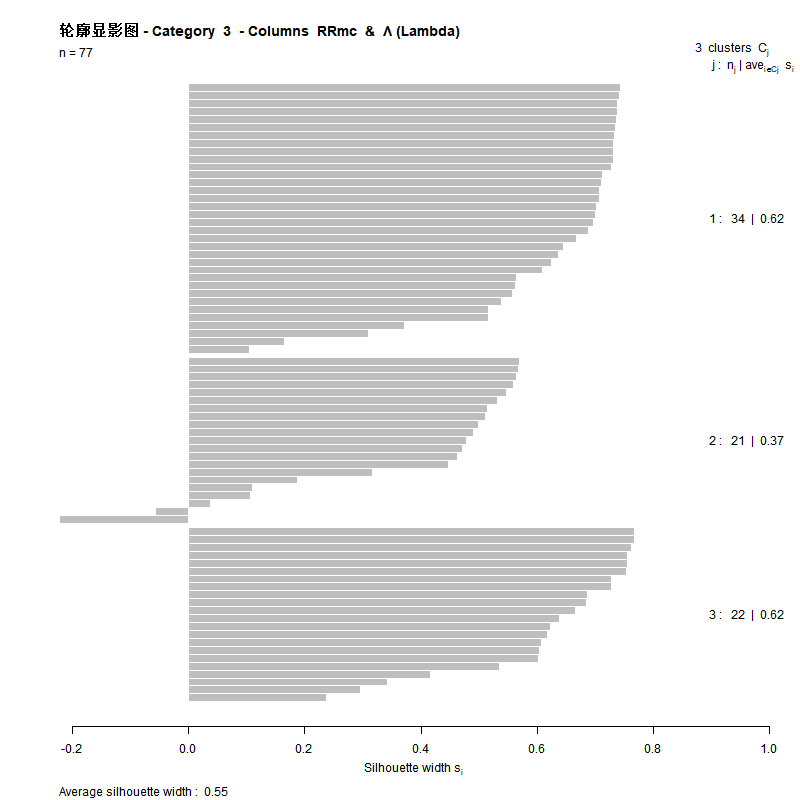 轮廓显影图 - Category 3 - Columns RRmc & Λ (Lambda)
n = 77
3 clusters Cj
j : nj | avei∈Cj si
1 : 34 | 0.62
2 : 21 | 0.37
3 : 22 | 0.62
-0.2 0.0 0.2 0.4 0.6 0.8 1.0
Silhouette width si
Average silhouette width : 0.55